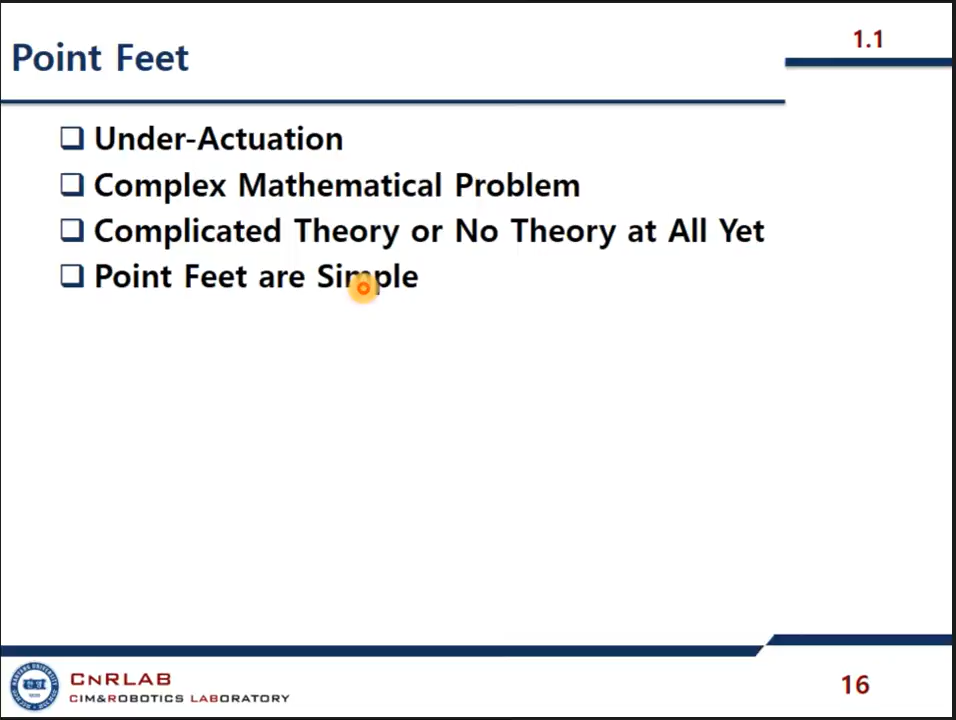 1.1
Point Feet
❑ Under-Actuation
❑ Complex Mathematical Problem
❑ Complicated Theory or No Theory at All Yet
❑ Point Feet are Simple
CNRLAB
CIM&ROBOTICS LABORATORY
16